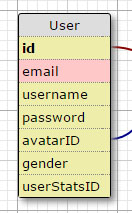 User
id
email
username
password
avatarID
gender
userStatsID